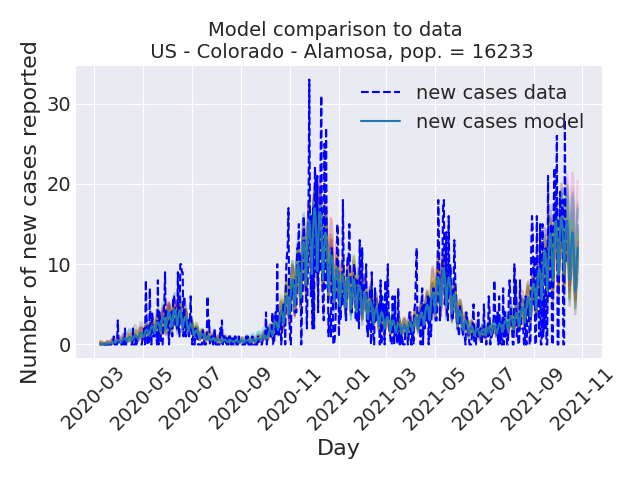 Model comparison to data
US - Colorado - Alamosa, pop. = 16233
Number of new cases reported
30
20
10
0
new cases data
new cases model
2020-03
2020-05
2020-07
2020-09
2020-11
2021-01
2021-03
2021-05
2021-07
2021-09
2021-11
Day